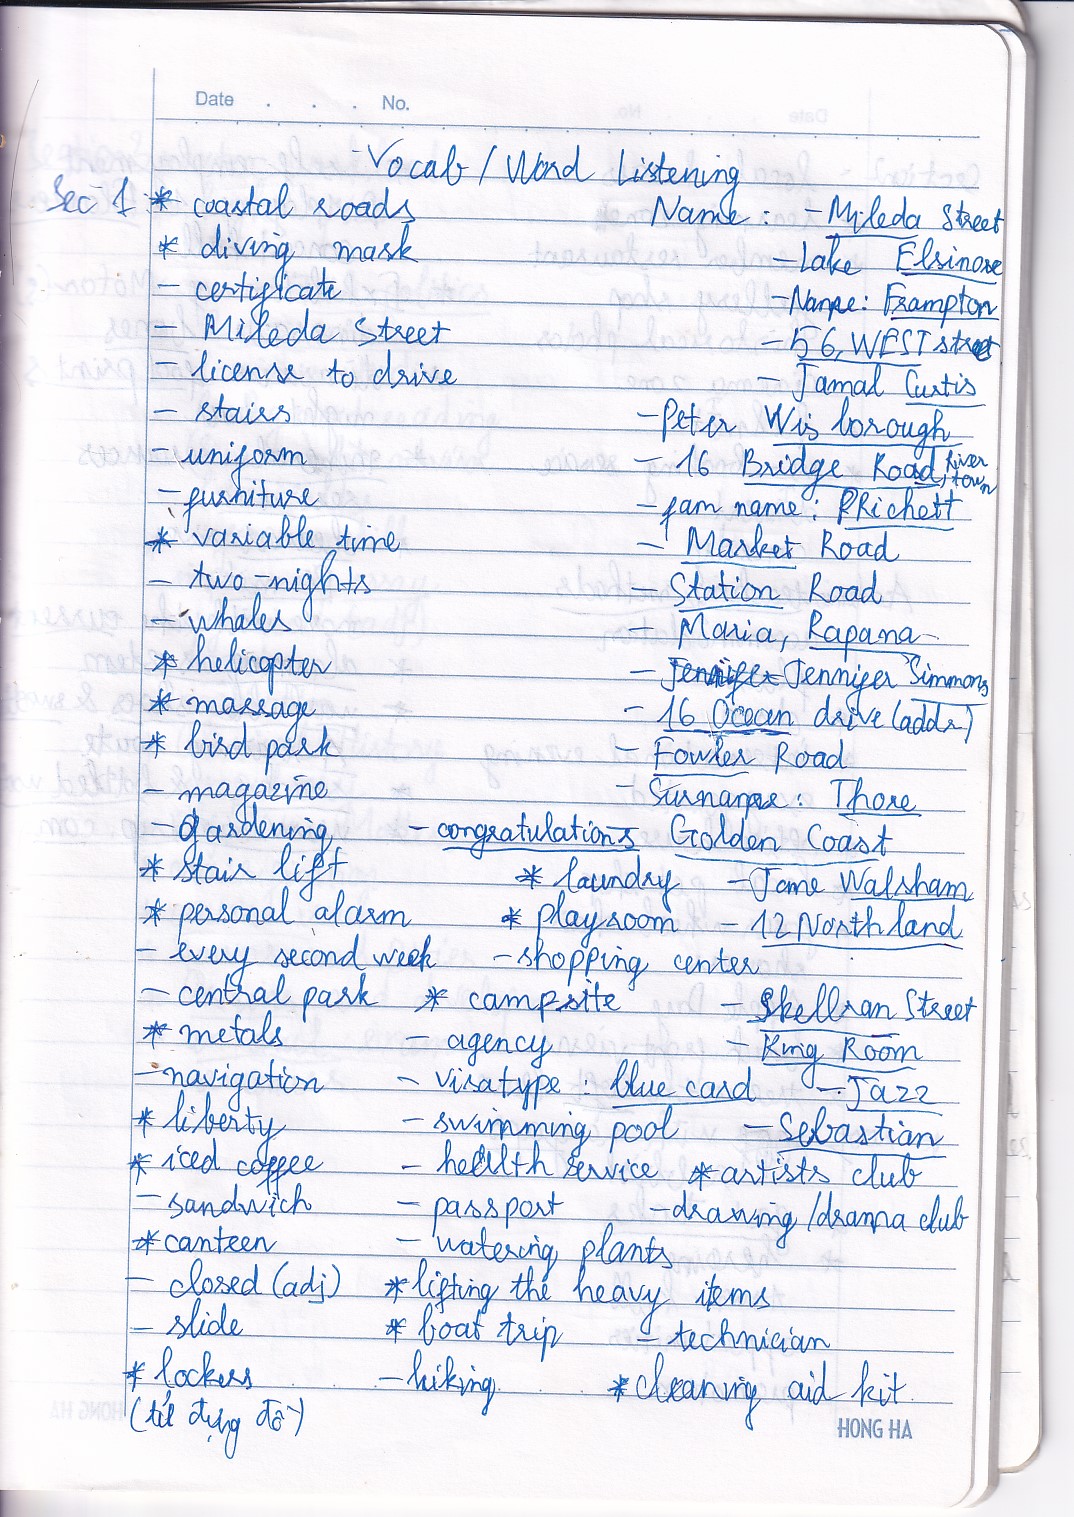 Date . . . No.
- Vocab / Word Listening
Sec 1 : * coastal roads Name : - Mileda Street
* diving mask - Lake Elsinore
- certificate - Name : Frampton
- Mileda Street - 56, WEST street
- license to drive - Jamal Curtis
- stairs - Peter Wisborough
- uniform - 16 Bridge Road, River town
- furniture - fam name : PRichett
* variable time - Market Road
- two-nights - Station Road
- whales - Maria, Rapana
* helicopter - Jennifer Simmons
* massage - 16 Ocean drive (addr)
* bird park - Fowler Road
- magazine - Surname : Thore
- gardening - congratulations Golden Coast
* stair lift * laundry - Jane Walsham
* personal alarm * playroom - 12 North land
- every second week - shopping center
- central park * campsite - Skellran Street
* metals - agency - King Room
- navigation - visatype : blue card - Jazz
* liberty - swimming pool - Sebastian
* iced coffee - health service * artists club
- sandwich - passport - drawing / drama club
* canteen - watering plants
- closed (adj) * lifting the heavy items
- slide * boat trip - technician
* lockers - hiking * cleaning aid kit
(tủ đựng đồ)
HONG HA